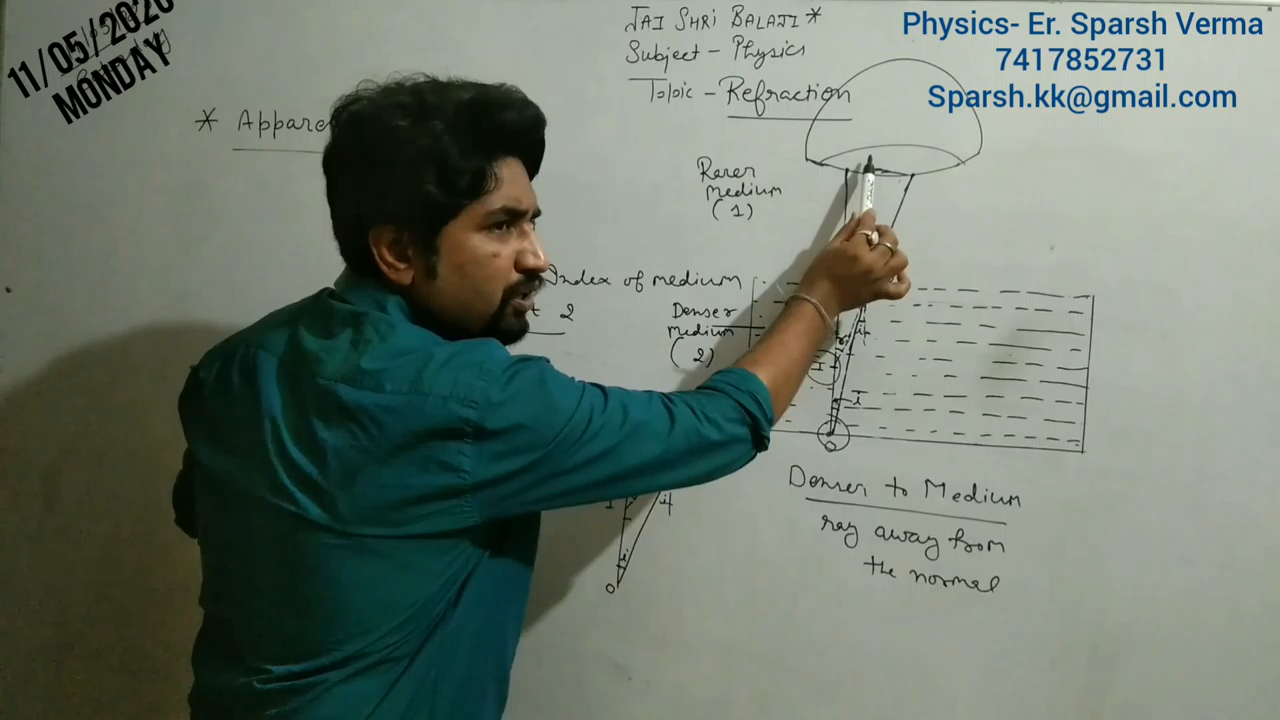 11/05/2020
MONDAY
JAI SHRI BALAJI *
Subject - Physics
Topic - Refraction
Physics- Er. Sparsh Verma
7417852731
Sparsh.kk@gmail.com
* Appare
Rarer
medium
(1)
Index of medium
2
Denser
medium
(2)
r
i
I
i
O
I
i
O
Denser to Medium
ray away from
the normal